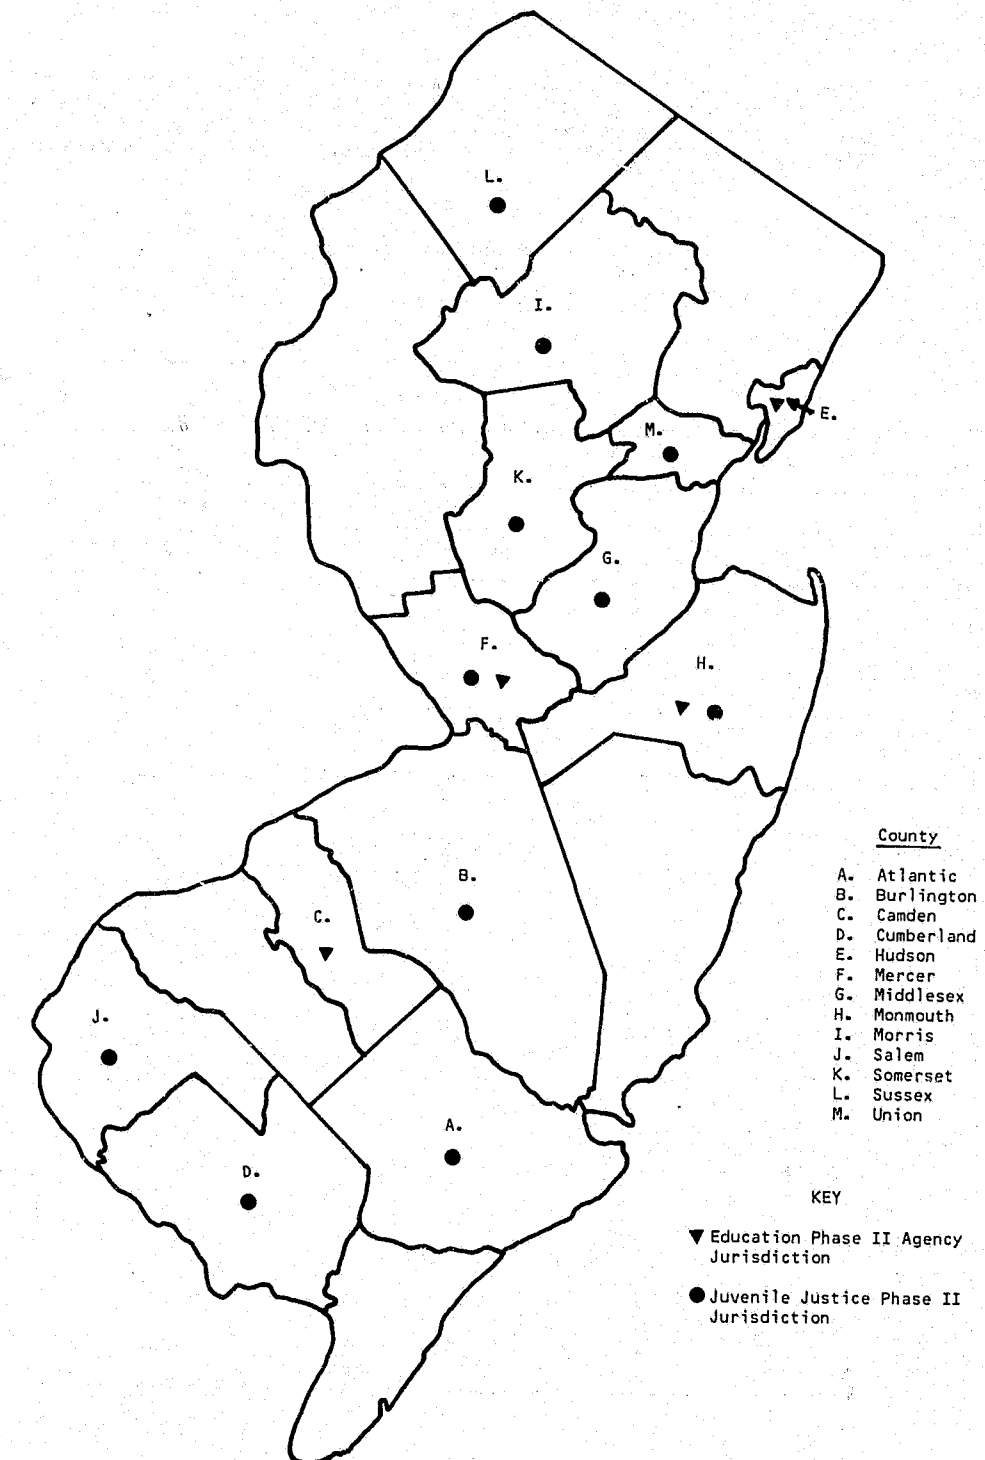 L.
I.
E.
M.
K.
G.
F.
H.
B.
C.
J.
A.
D.
County
A. Atlantic
B. Burlington
C. Camden
D. Cumberland
E. Hudson
F. Mercer
G. Middlesex
H. Monmouth
I. Morris
J. Salem
K. Somerset
L. Sussex
M. Union
KEY
▼ Education Phase II Agency
Jurisdiction
● Juvenile Justice Phase II
Jurisdiction